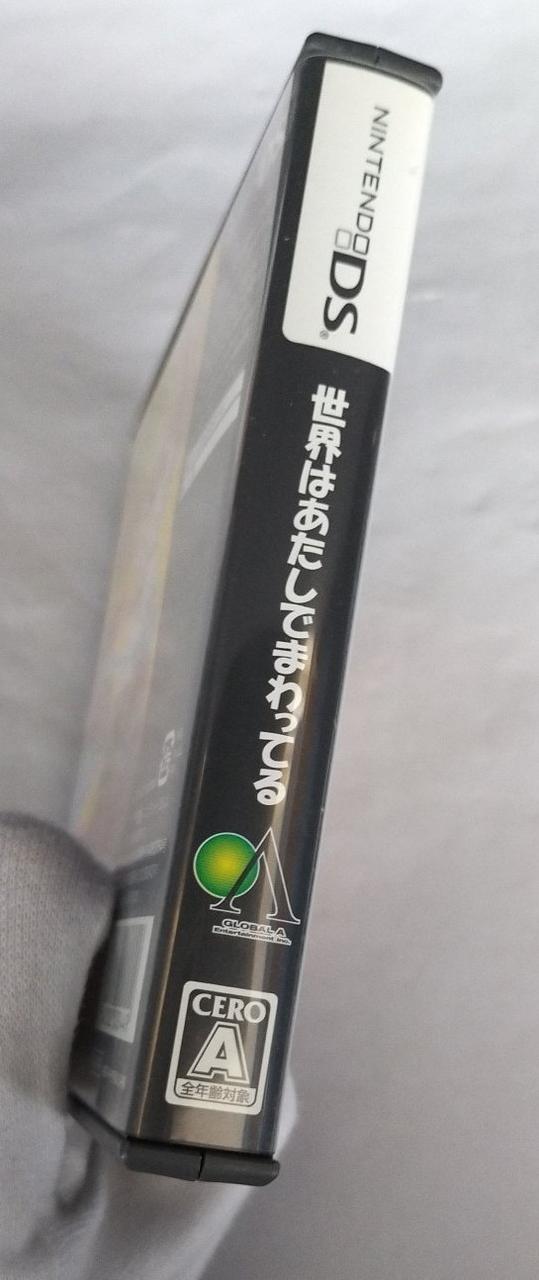 NINTENDO DS®
世界はあたしでまわってる
GLOBAL A
Entertainment Inc.
CERO
A
全年齢対象